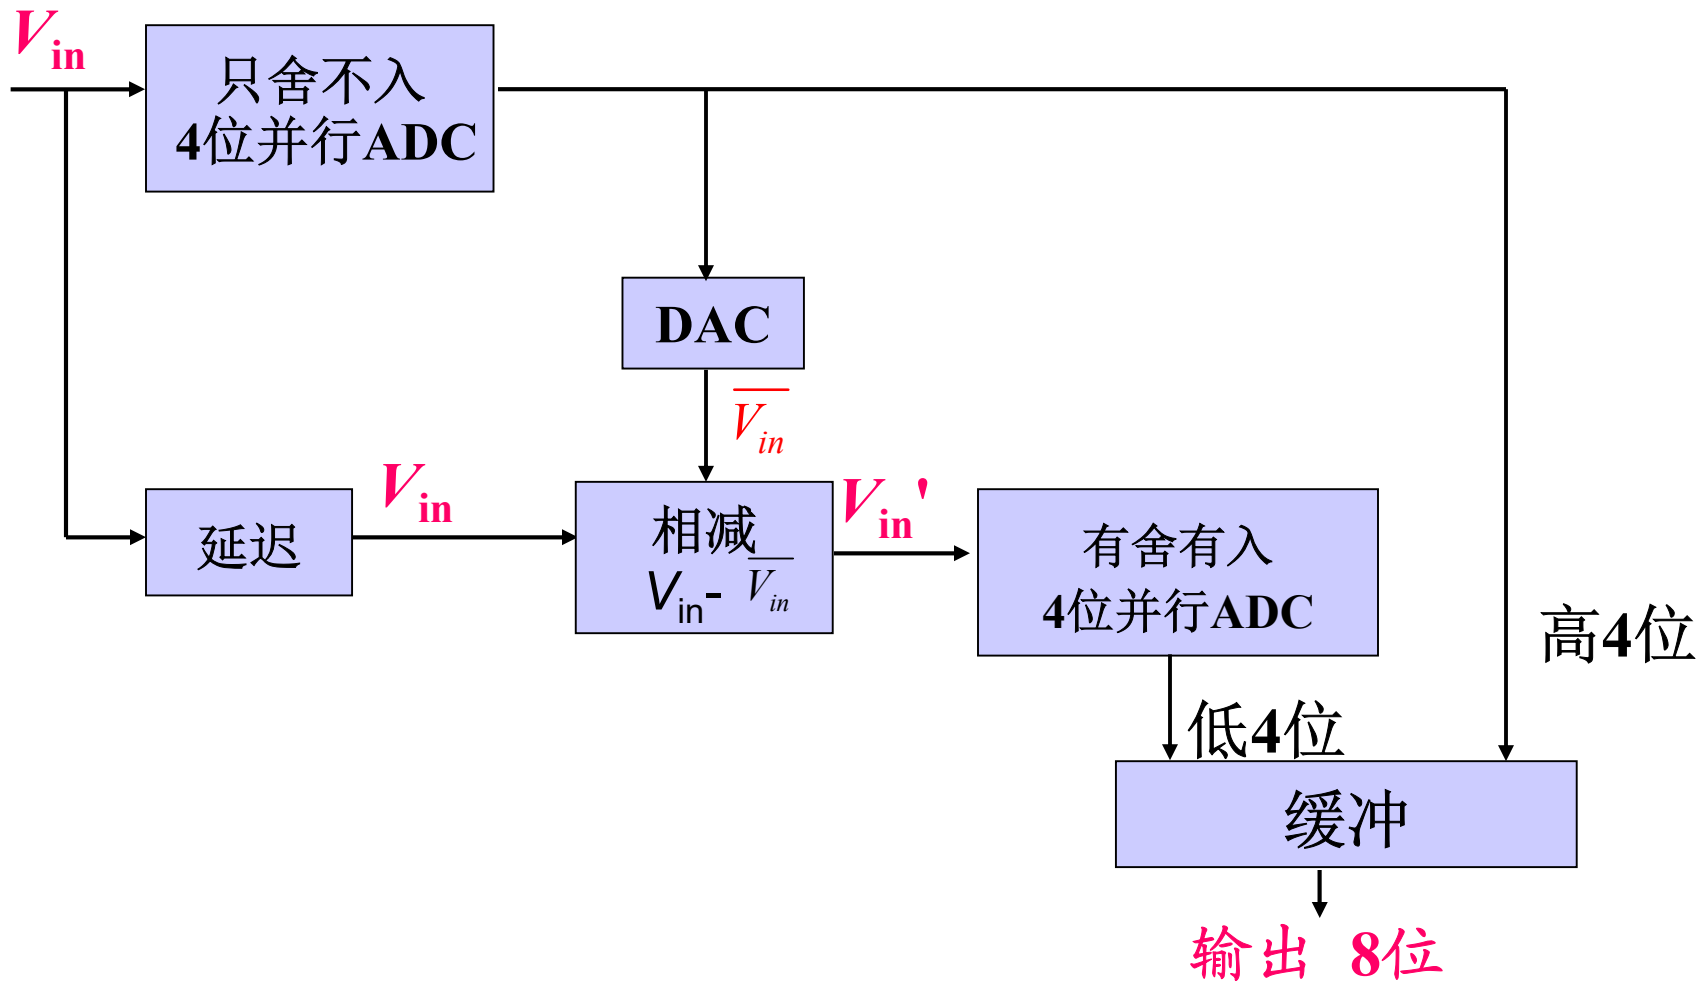 Vin
只舍不入
4位并行ADC
DAC
V̅i̅n̅
延迟
Vin
相减
Vin- V̅i̅n̅
Vin'
有舍有入
4位并行ADC
高4位
低4位
缓冲
输出 8位